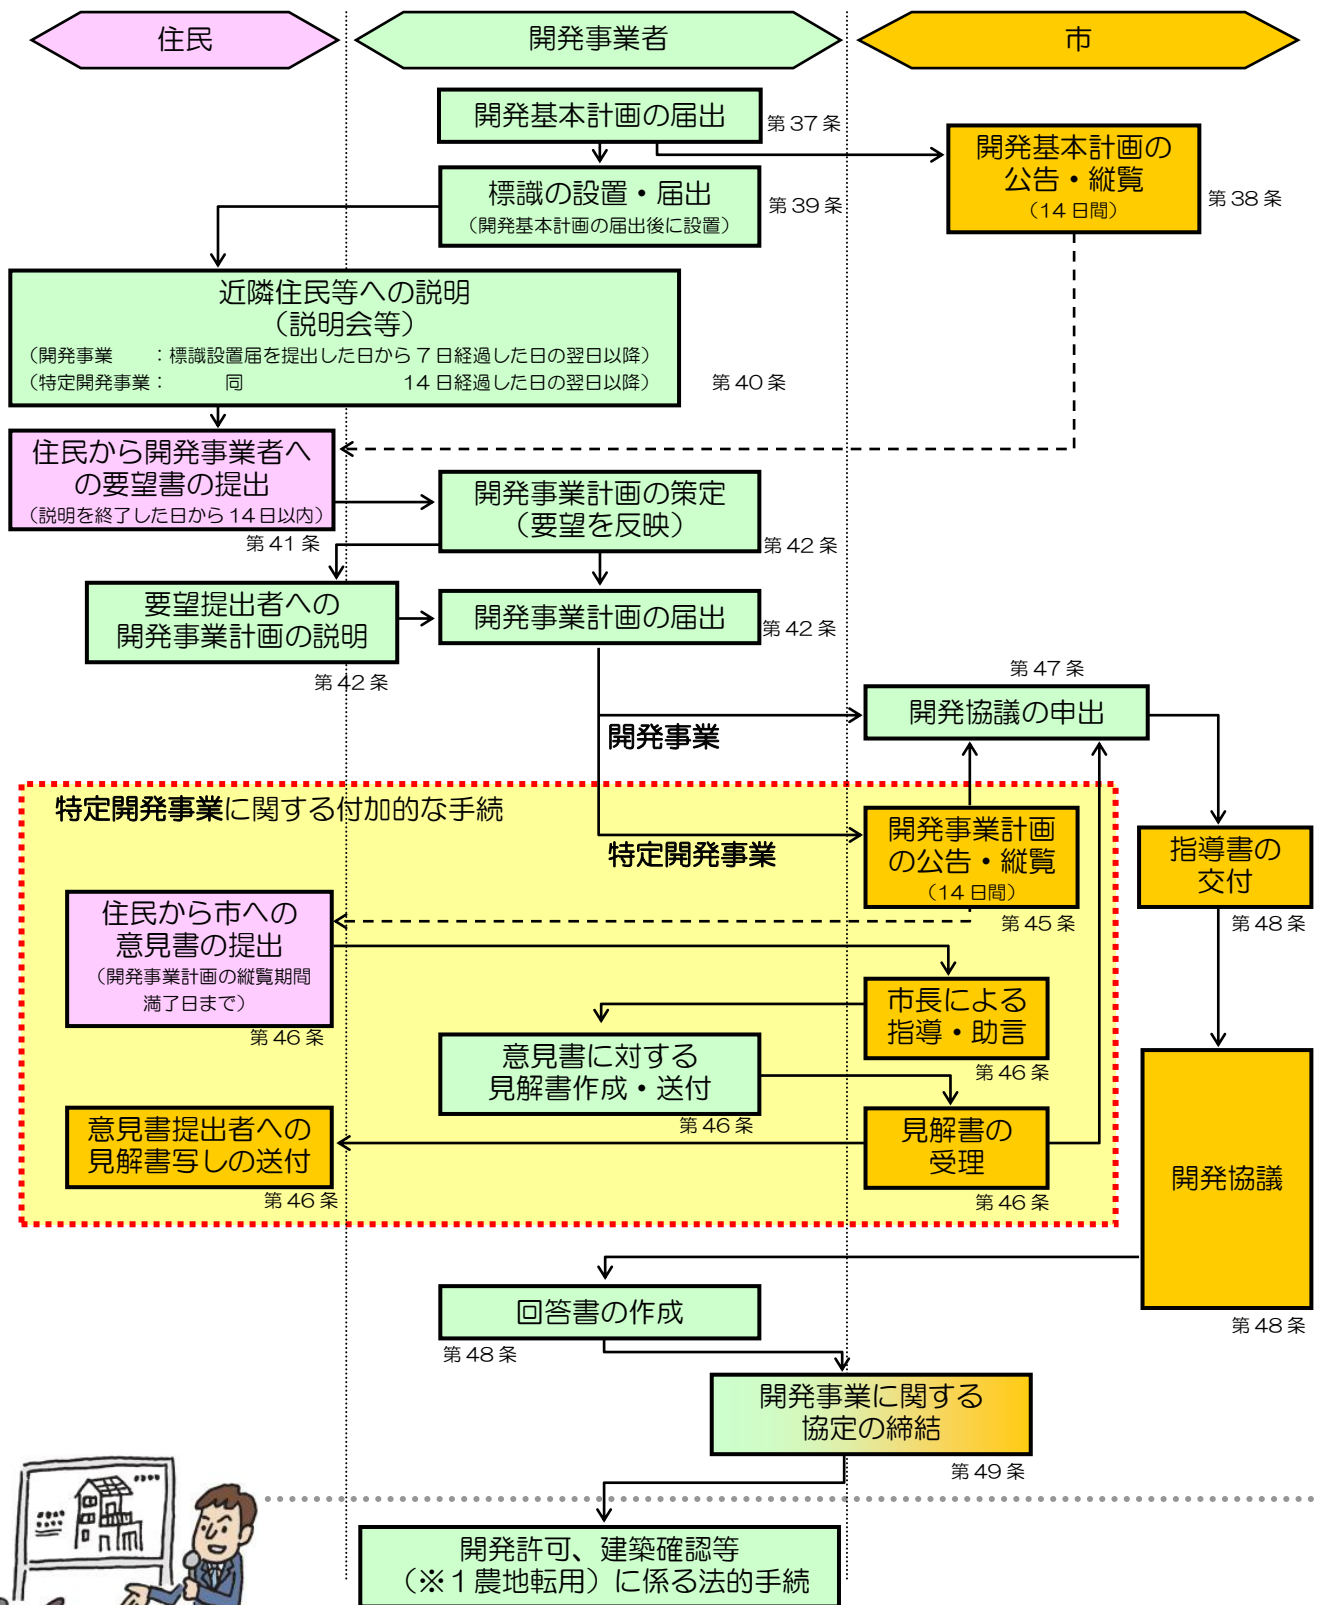 住民
開発事業者
市
開発基本計画の届出
第37条
開発基本計画の
公告・縦覧
（14日間）
第38条
標識の設置・届出
（開発基本計画の届出後に設置）
第39条
近隣住民等への説明
（説明会等）
（開発事業　　：標識設置届を提出した日から7日経過した日の翌日以降）
（特定開発事業：　　　同　　　　　　　　14日経過した日の翌日以降）
第40条
住民から開発事業者へ
の要望書の提出
（説明を終了した日から14日以内）
第41条
開発事業計画の策定
（要望を反映）
第42条
要望提出者への
開発事業計画の説明
第42条
開発事業計画の届出
第42条
第47条
開発協議の申出
開発事業
特定開発事業に関する付加的な手続
特定開発事業
開発事業計画
の公告・縦覧
（14日間）
第45条
指導書の
交付
第48条
住民から市への
意見書の提出
（開発事業計画の縦覧期間
満了日まで）
第46条
市長による
指導・助言
第46条
意見書に対する
見解書作成・送付
第46条
意見書提出者への
見解書写しの送付
第46条
見解書の
受理
第46条
開発協議
第48条
回答書の作成
第48条
開発事業に関する
協定の締結
第49条
開発許可、建築確認等
（※1農地転用）に係る法的手続